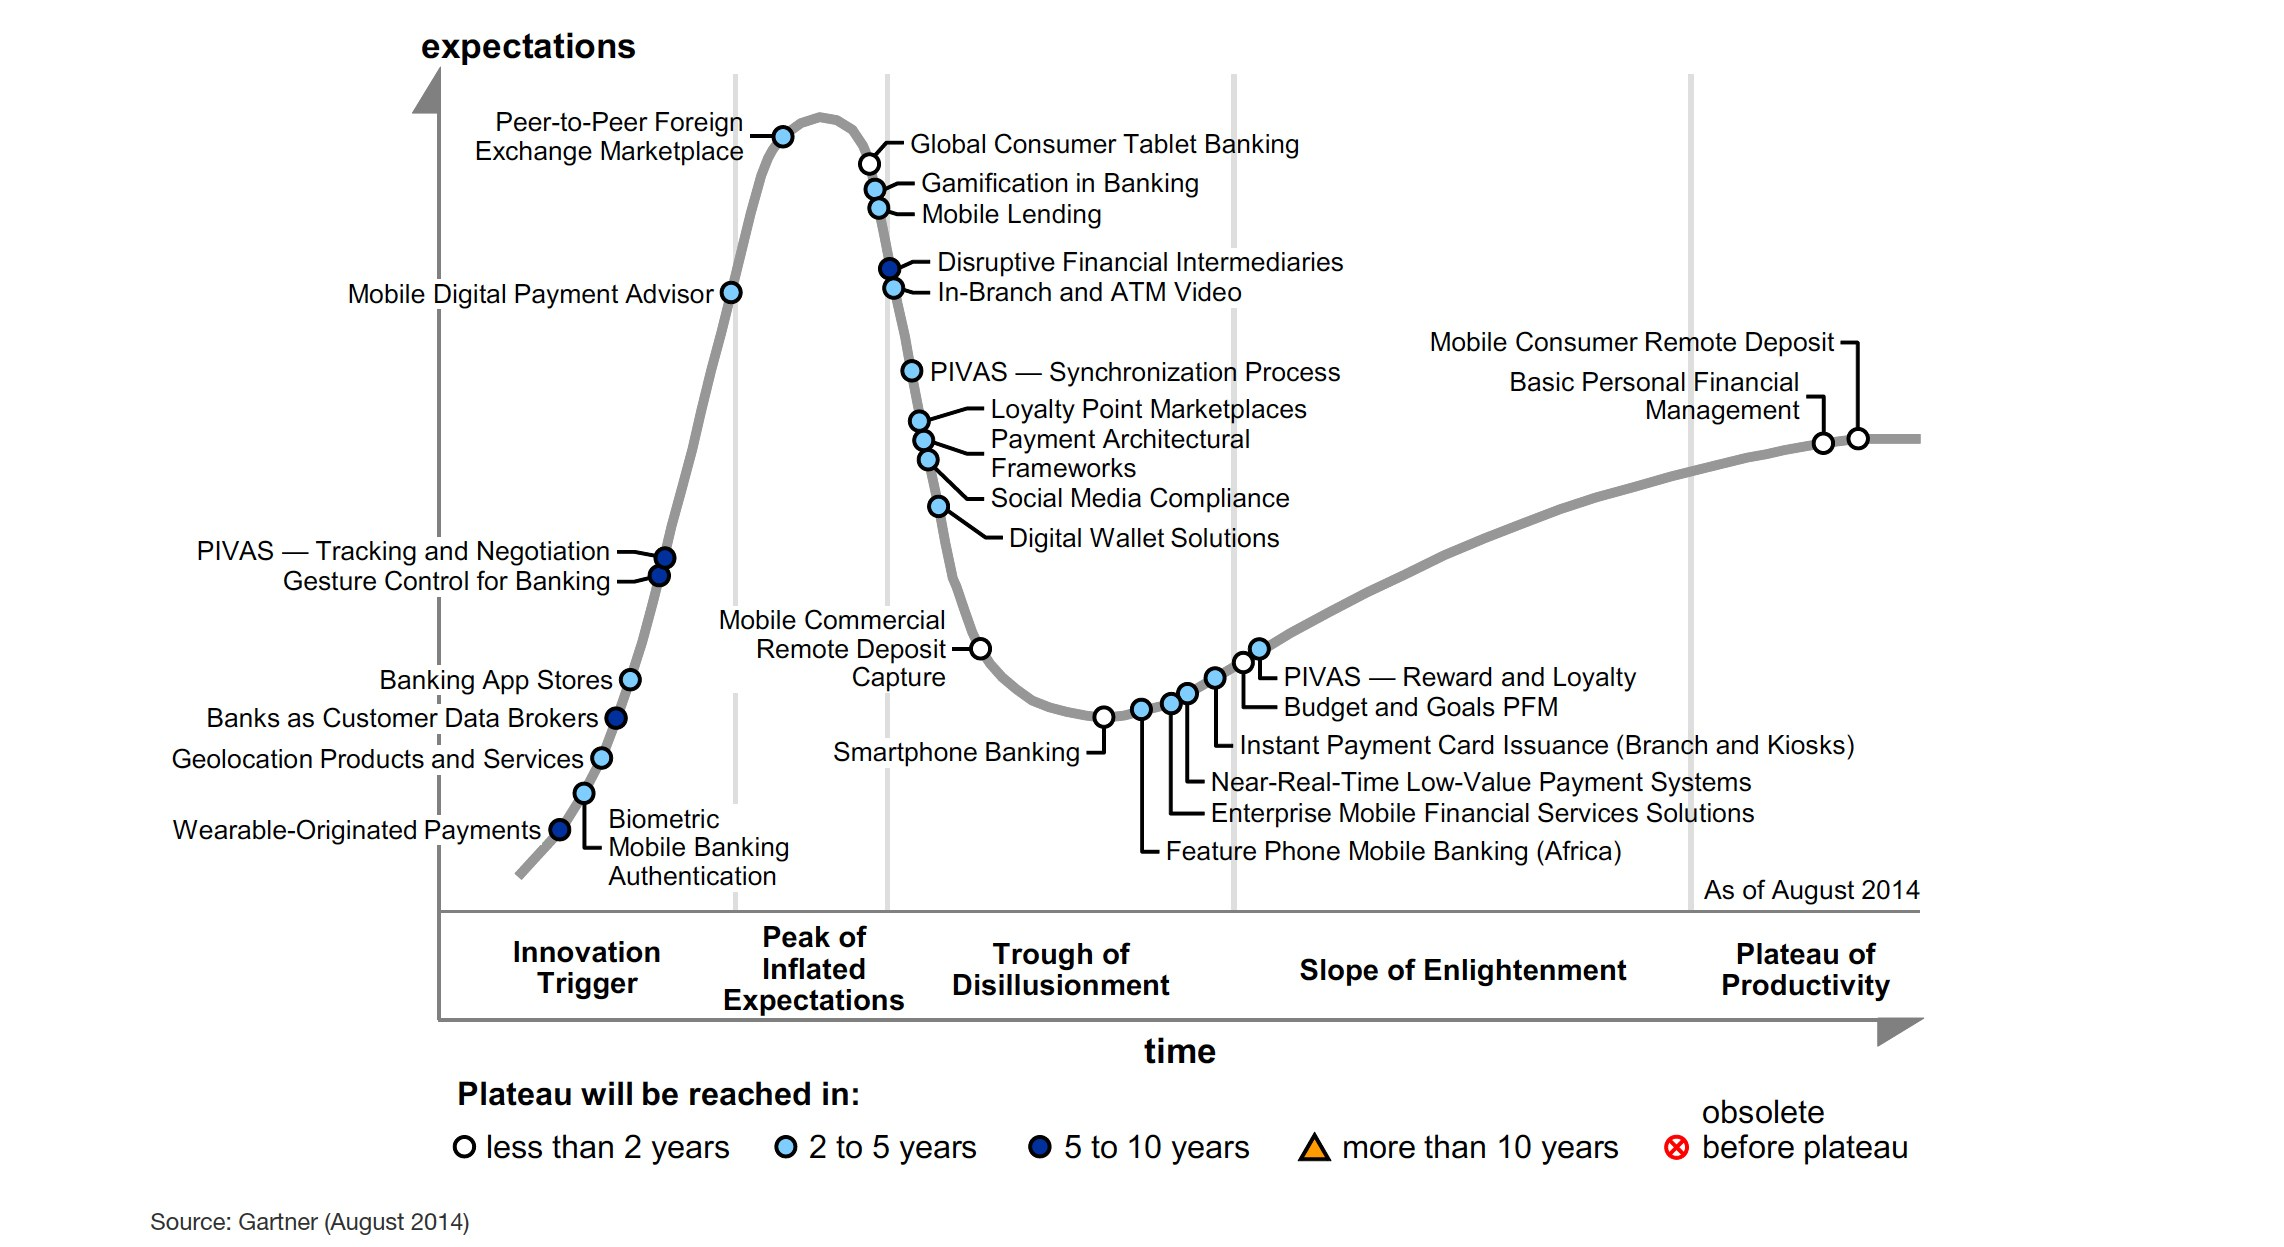 expectations
Peer-to-Peer Foreign
Exchange Marketplace
Global Consumer Tablet Banking
Gamification in Banking
Mobile Lending
Disruptive Financial Intermediaries
In-Branch and ATM Video
Mobile Digital Payment Advisor
PIVAS — Synchronization Process
Loyalty Point Marketplaces
Payment Architectural
Frameworks
Social Media Compliance
Digital Wallet Solutions
Mobile Consumer Remote Deposit
Basic Personal Financial
Management
PIVAS — Tracking and Negotiation
Gesture Control for Banking
Mobile Commercial
Remote Deposit
Capture
Banking App Stores
Banks as Customer Data Brokers
Geolocation Products and Services
Wearable-Originated Payments
Biometric
Mobile Banking
Authentication
Smartphone Banking
PIVAS — Reward and Loyalty
Budget and Goals PFM
Instant Payment Card Issuance (Branch and Kiosks)
Near-Real-Time Low-Value Payment Systems
Enterprise Mobile Financial Services Solutions
Feature Phone Mobile Banking (Africa)
As of August 2014
Innovation
Trigger
Peak of
Inflated
Expectations
Trough of
Disillusionment
Slope of Enlightenment
Plateau of
Productivity
time
Plateau will be reached in:
less than 2 years
2 to 5 years
5 to 10 years
more than 10 years
obsolete
before plateau
Source: Gartner (August 2014)